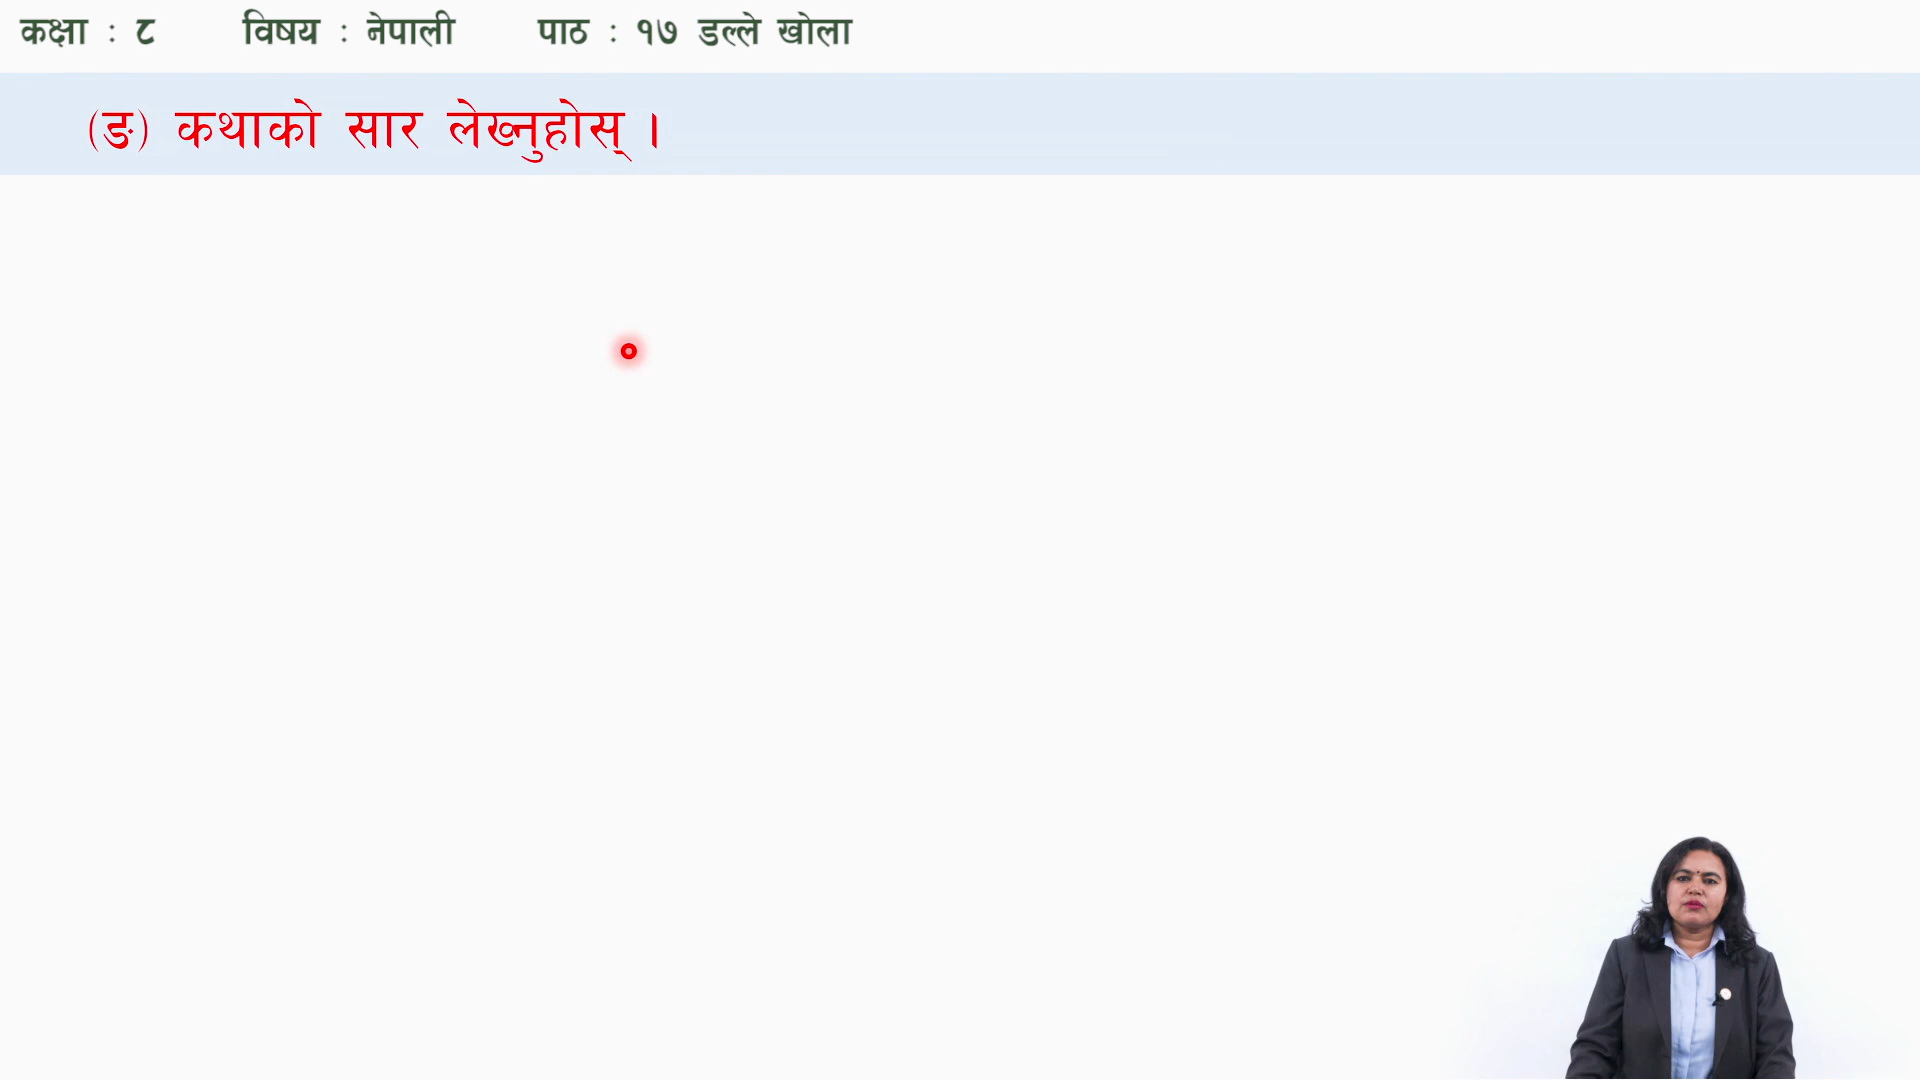 कक्षा : ८ विषय : नेपाली पाठ : १७ डल्ले खोला
(ङ) कथाको सार लेख्नुहोस् ।